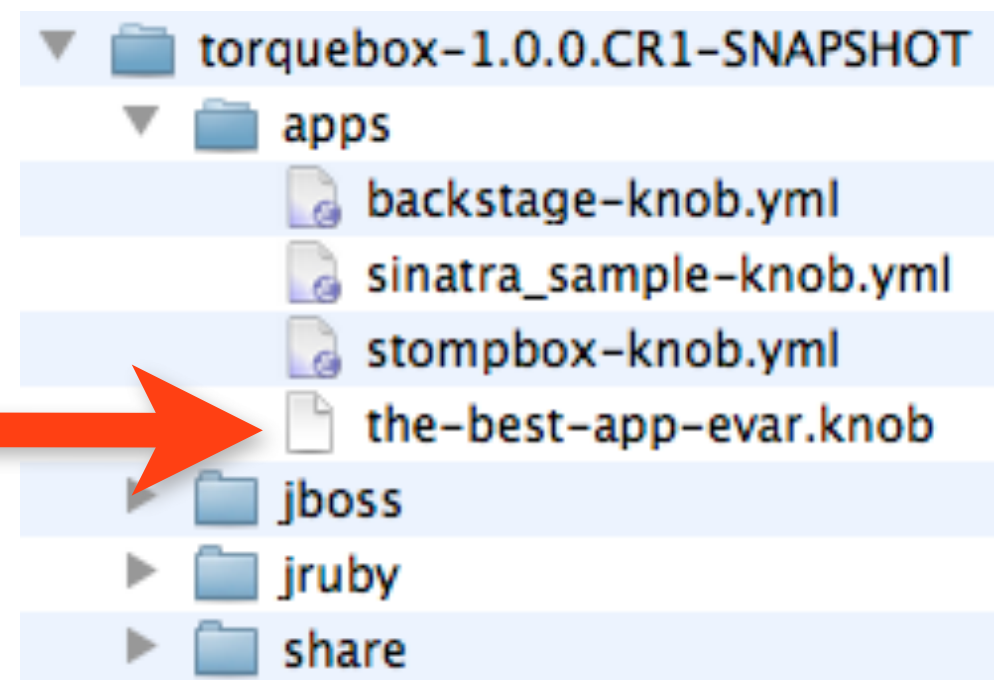 torquebox-1.0.0.CR1-SNAPSHOT
apps
backstage-knob.yml
sinatra_sample-knob.yml
stompbox-knob.yml
the-best-app-evar.knob
jboss
jruby
share